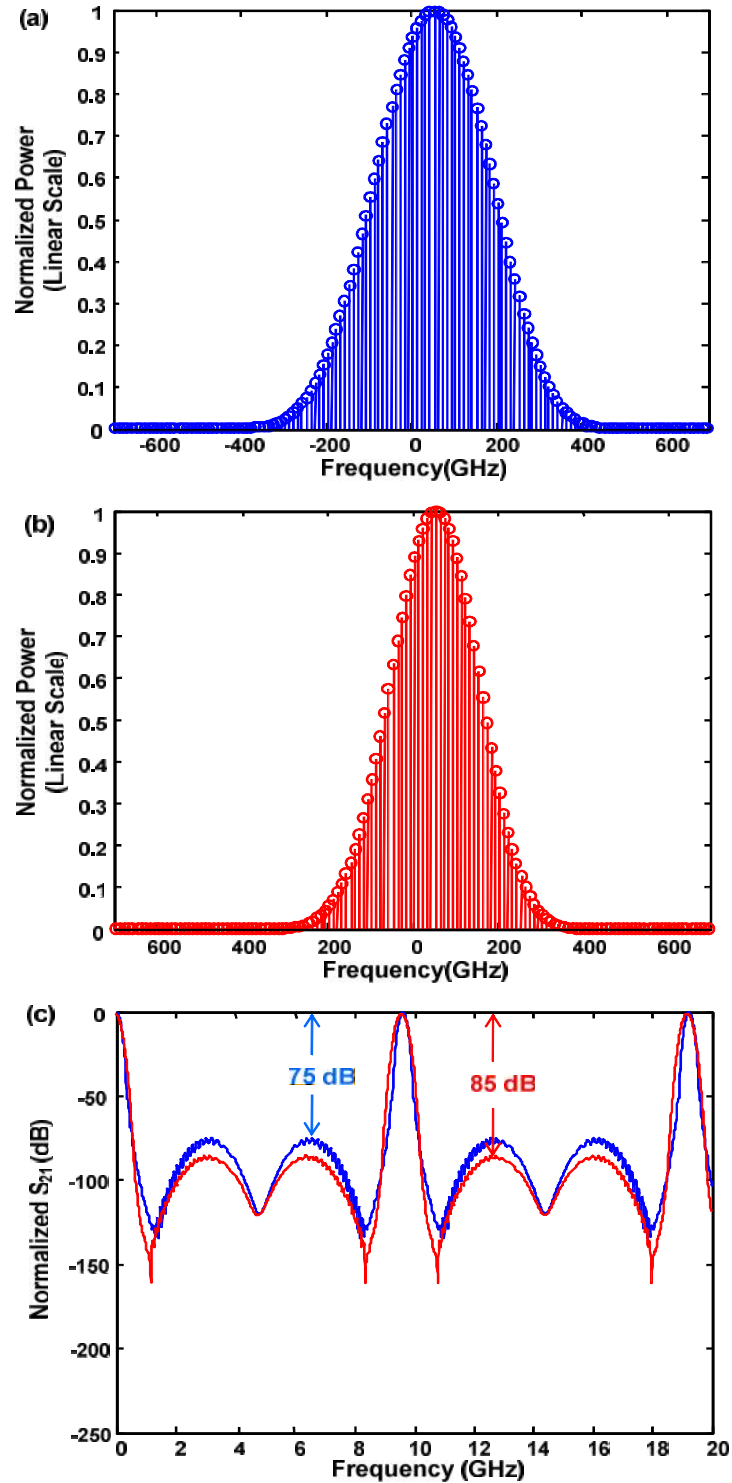 (a)
1
0.9
0.8
0.7
0.6
0.5
0.4
0.3
0.2
0.1
0
Normalized Power
(Linear Scale)
-600 -400 -200 0 200 400 600
Frequency(GHz)
(b)
1
0.9
0.8
0.7
0.6
0.5
0.4
0.3
0.2
0.1
0
Normalized Power
(Linear Scale)
600 400 200 0 200 400 600
Frequency(GHz)
(c)
0
-50
-100
-150
-200
-250
Normalized S21 (dB)
75 dB
85 dB
0 2 4 6 8 10 12 14 16 18 20
Frequency (GHz)